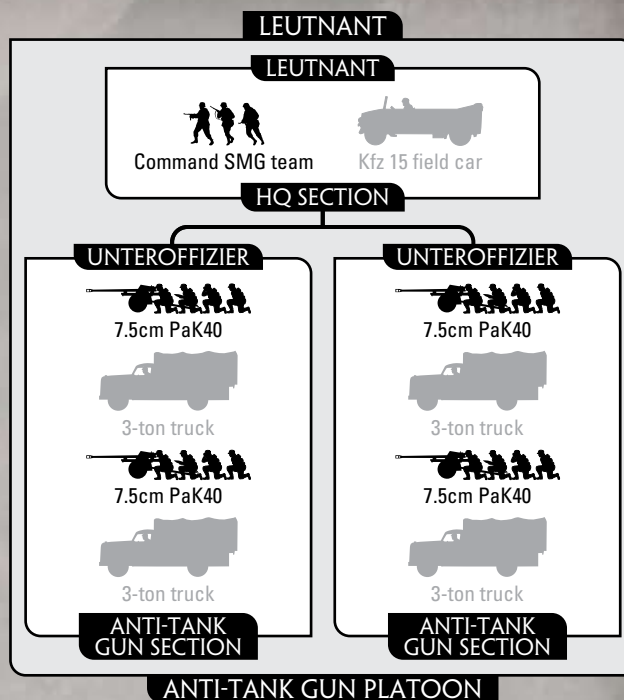 LEUTNANT
LEUTNANT
Command SMG team
Kfz 15 field car
HQ SECTION
UNTEROFFIZIER
7.5cm PaK40
3-ton truck
7.5cm PaK40
3-ton truck
ANTI-TANK
GUN SECTION
UNTEROFFIZIER
7.5cm PaK40
3-ton truck
7.5cm PaK40
3-ton truck
ANTI-TANK
GUN SECTION
ANTI-TANK GUN PLATOON